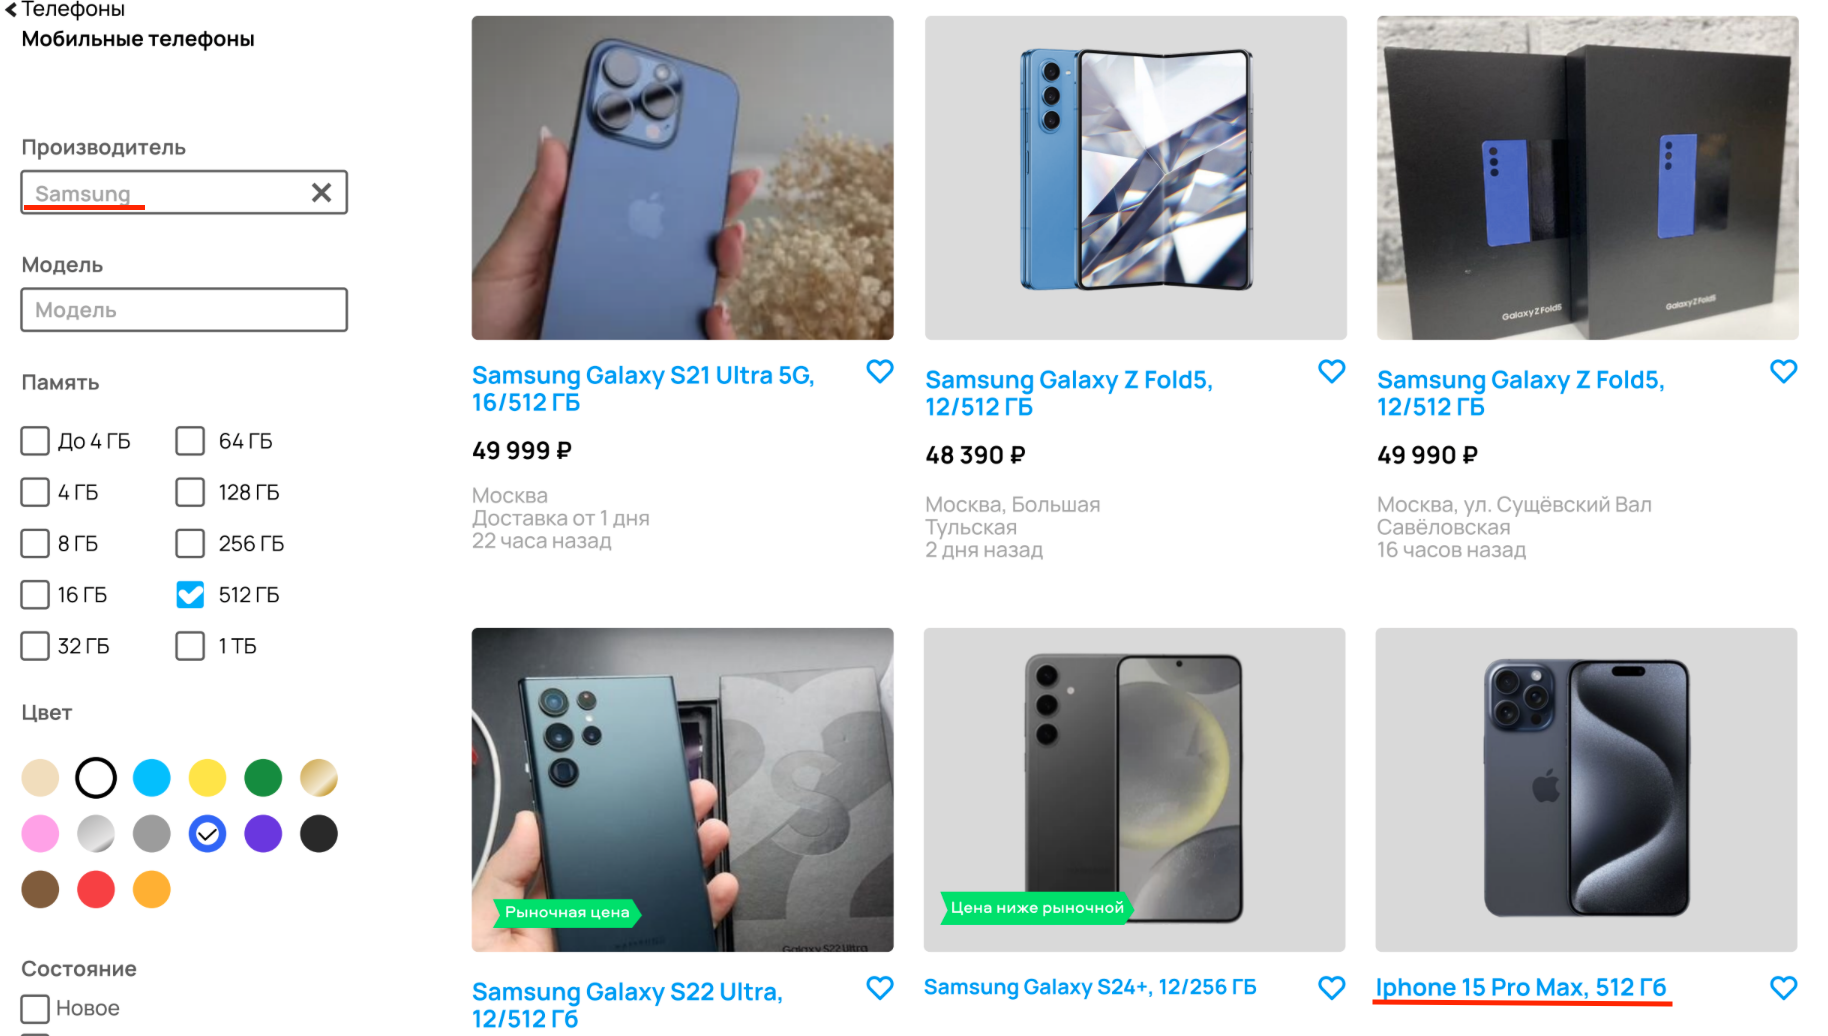 Телефоны
Мобильные телефоны
Производитель
Samsung
Модель
Модель
Память
До 4 ГБ
64 ГБ
4 ГБ
128 ГБ
8 ГБ
256 ГБ
16 ГБ
512 ГБ
32 ГБ
1 ТБ
Цвет
Состояние
Новое
Galaxy Z Fold5
Galaxy Z Fold5
Samsung Galaxy S21 Ultra 5G,
16/512 ГБ
49 999 ₽
Москва
Доставка от 1 дня
22 часа назад
Samsung Galaxy Z Fold5,
12/512 ГБ
48 390 ₽
Москва, Большая
Тульская
2 дня назад
Samsung Galaxy Z Fold5,
12/512 ГБ
49 990 ₽
Москва, ул. Сущёвский Вал
Савёловская
16 часов назад
Рыночная цена
Galaxy S22 Ultra
Samsung Galaxy S22 Ultra,
12/512 Гб
Цена ниже рыночной
Samsung Galaxy S24+, 12/256 ГБ
Iphone 15 Pro Max, 512 Гб